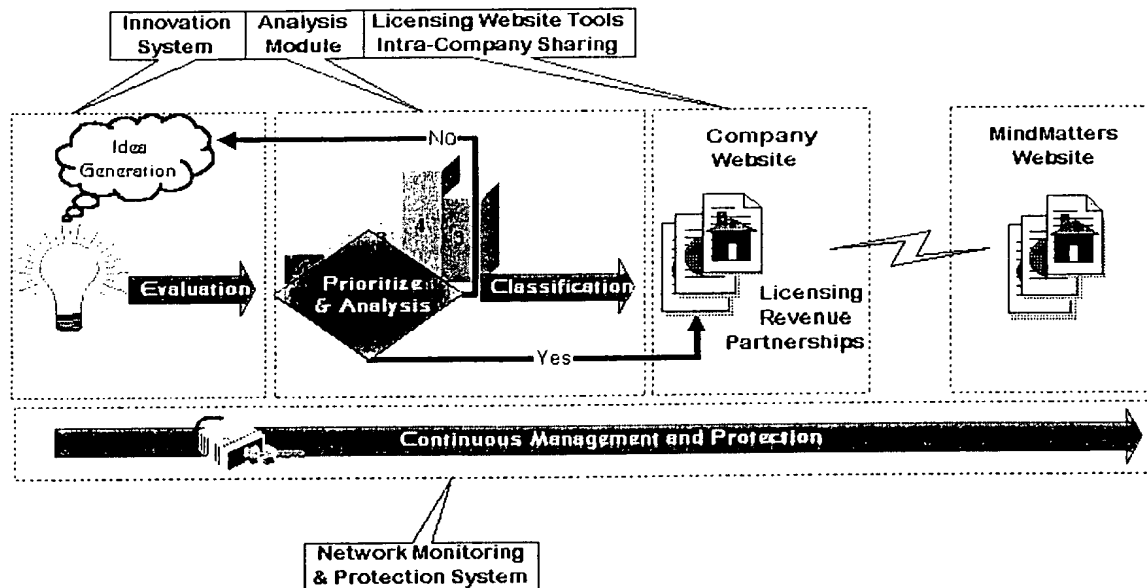 Innovation System
Analysis Module
Licensing Website Tools
Intra-Company Sharing
Idea
Generation
No
Company
Website
MindMatters
Website
Evaluation
Prioritize
& Analysis
Classification
Licensing
Revenue
Partnerships
Yes
Continuous Management and Protection
Network Monitoring
& Protection System